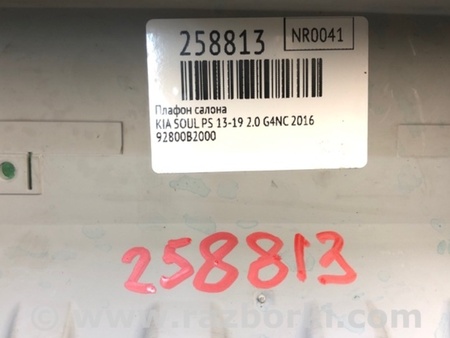 258813
NR0041
Плафон салона
KIA SOUL PS 13-19 2.0 G4NC 2016
92800B2000
258813
© www.razborki.com